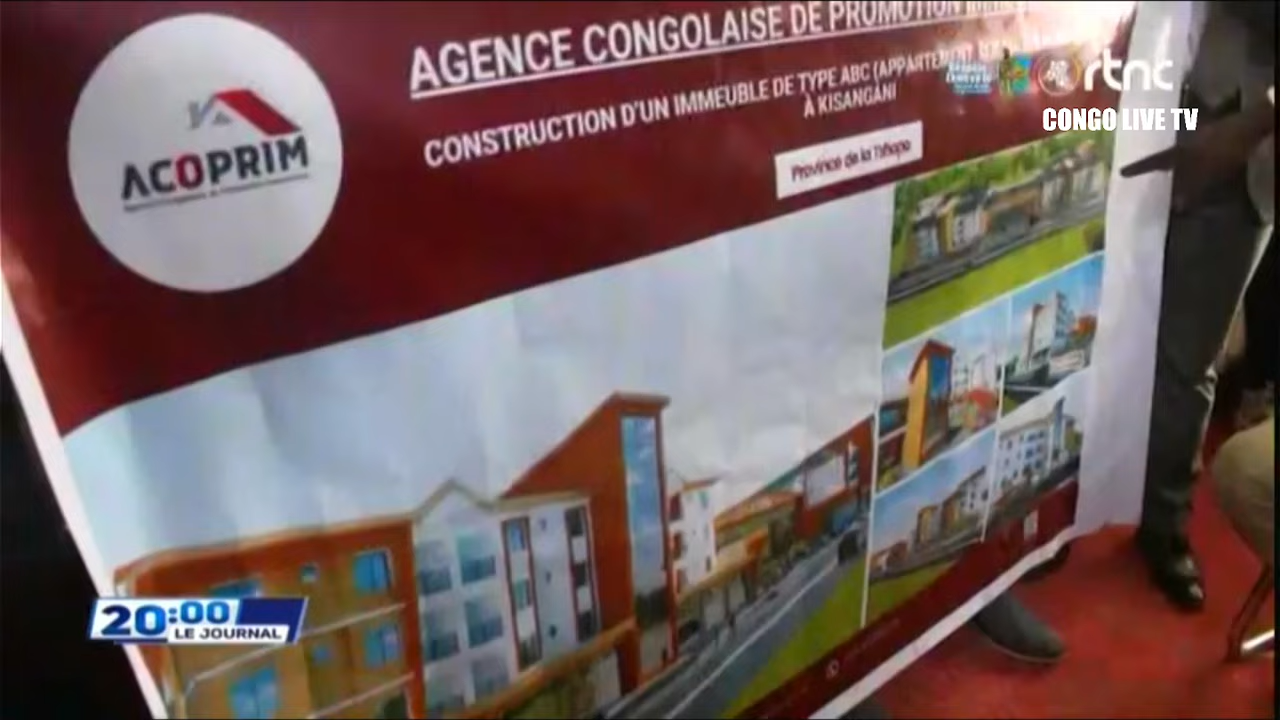 AGENCE CONGOLAISE DE PROMOTION
CONSTRUCTION D'UN IMMEUBLE DE TYPE ABC (APPARTEMENT
À KISANGANI
Province de la Tshopo
ACOPRIM
rtnc
CONGO LIVE TV
20:00
LE JOURNAL